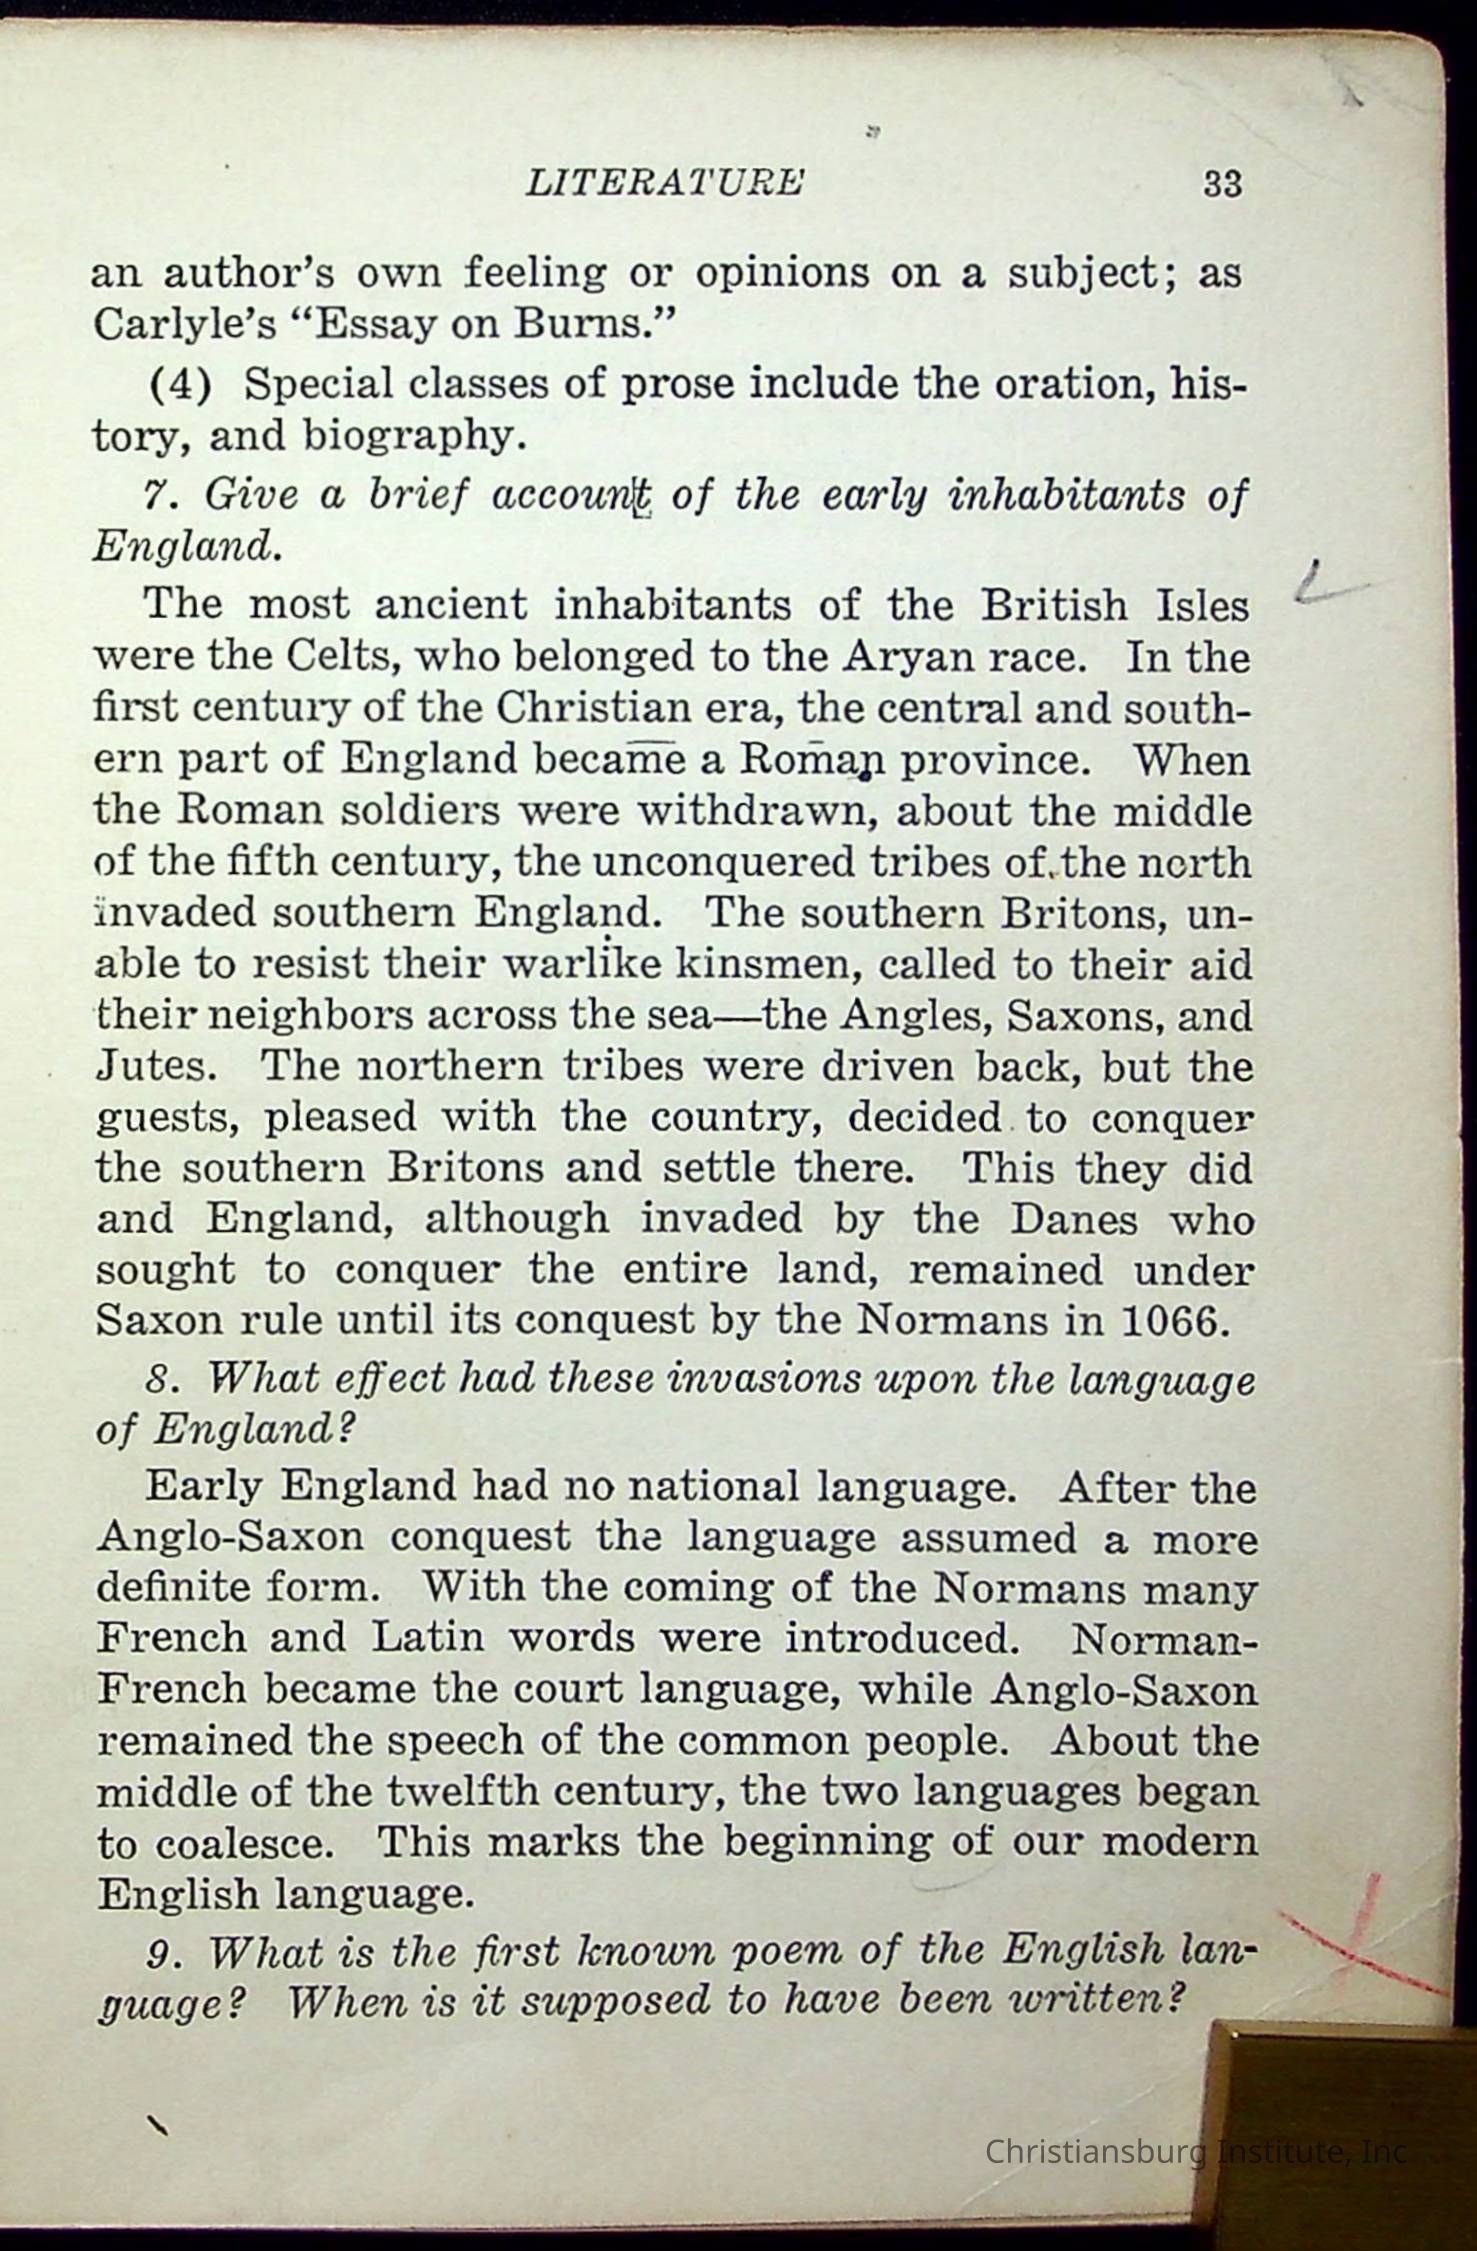 LITERATURE 33
an author's own feeling or opinions on a subject; as
Carlyle's “Essay on Burns.”
(4) Special classes of prose include the oration, his-
tory, and biography.
7. Give a brief account of the early inhabitants of
England.
The most ancient inhabitants of the British Isles
were the Celts, who belonged to the Aryan race. In the
first century of the Christian era, the central and south-
ern part of England became a Roman province. When
the Roman soldiers were withdrawn, about the middle
of the fifth century, the unconquered tribes of the north
invaded southern England. The southern Britons, un-
able to resist their warlike kinsmen, called to their aid
their neighbors across the sea—the Angles, Saxons, and
Jutes. The northern tribes were driven back, but the
guests, pleased with the country, decided to conquer
the southern Britons and settle there. This they did
and England, although invaded by the Danes who
sought to conquer the entire land, remained under
Saxon rule until its conquest by the Normans in 1066.
8. What effect had these invasions upon the language
of England?
Early England had no national language. After the
Anglo-Saxon conquest the language assumed a more
definite form. With the coming of the Normans many
French and Latin words were introduced. Norman-
French became the court language, while Anglo-Saxon
remained the speech of the common people. About the
middle of the twelfth century, the two languages began
to coalesce. This marks the beginning of our modern
English language.
9. What is the first known poem of the English lan-
guage? When is it supposed to have been written?
Christiansburg Institute, Inc